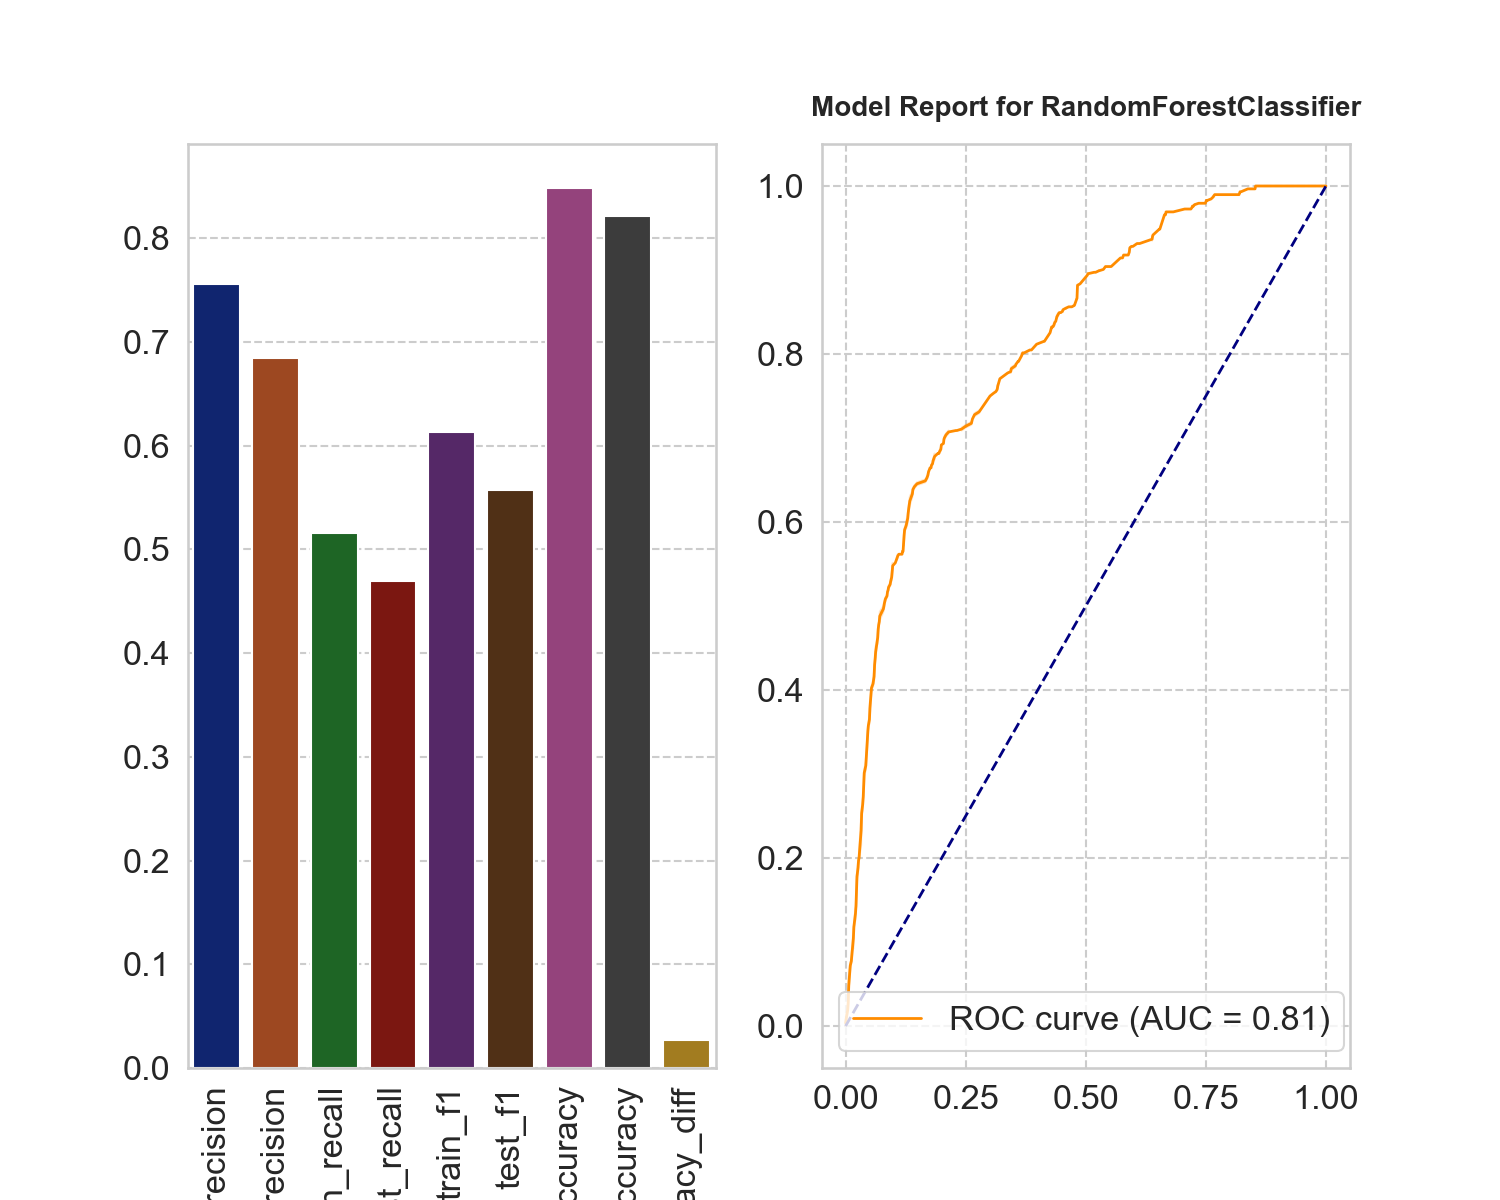 Model Report for RandomForestClassifier
0.8
0.7
0.6
0.5
0.4
0.3
0.2
0.1
0.0
recision
recision
n_recall
t_recall
train_f1
test_f1
ccuracy
ccuracy
acy_diff
1.0
0.8
0.6
0.4
0.2
0.0
ROC curve (AUC = 0.81)
0.00 0.25 0.50 0.75 1.00